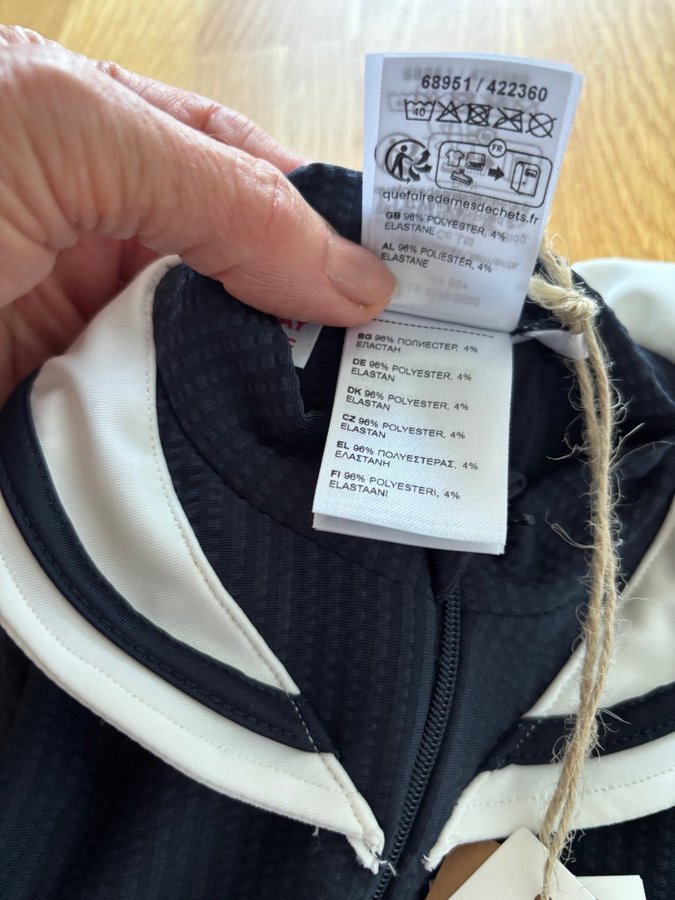 68951 / 422360
40
FR
quefairedemesdechets.fr
GB 96% POLYESTER, 4%
ELASTANE
AL 96% POLIESTER, 4%
ELASTANE
BG 96% ПОЛИЕСТЕР, 4%
ЕЛАСТАН
DE 96% POLYESTER, 4%
ELASTAN
DK 96% POLYESTER, 4%
ELASTAN
CZ 96% POLYESTER, 4%
ELASTAN
EL 96% ΠΟΛΥΕΣΤΕΡΑΣ, 4%
ΕΛΑΣΤΑΝΗ
FI 96% POLYESTERI, 4%
ELASTAANI